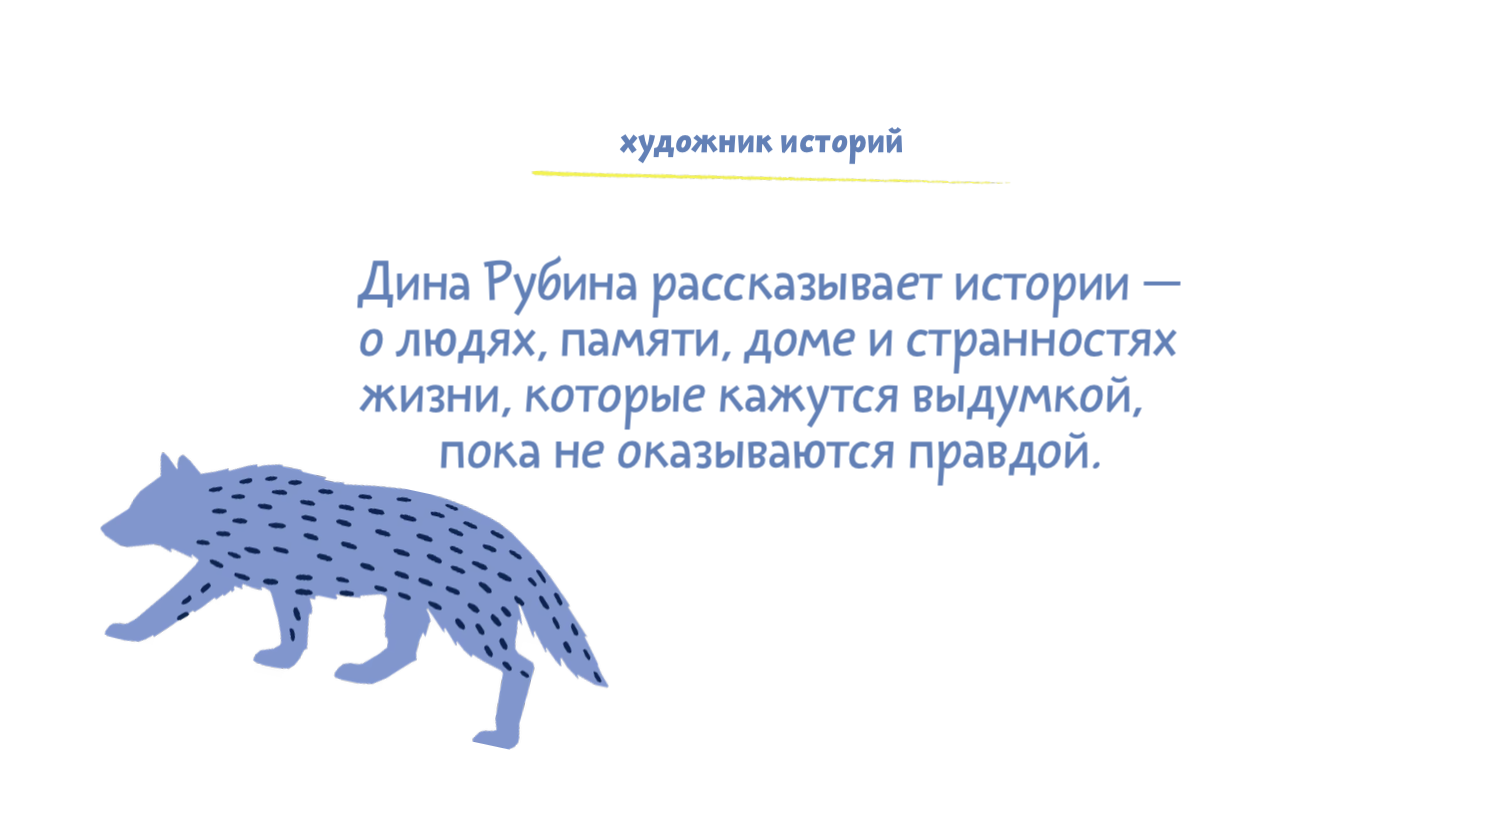 художник историй
Дина Рубина рассказывает истории —
о людях, памяти, доме и странностях
жизни, которые кажутся выдумкой,
пока не оказываются правдой.